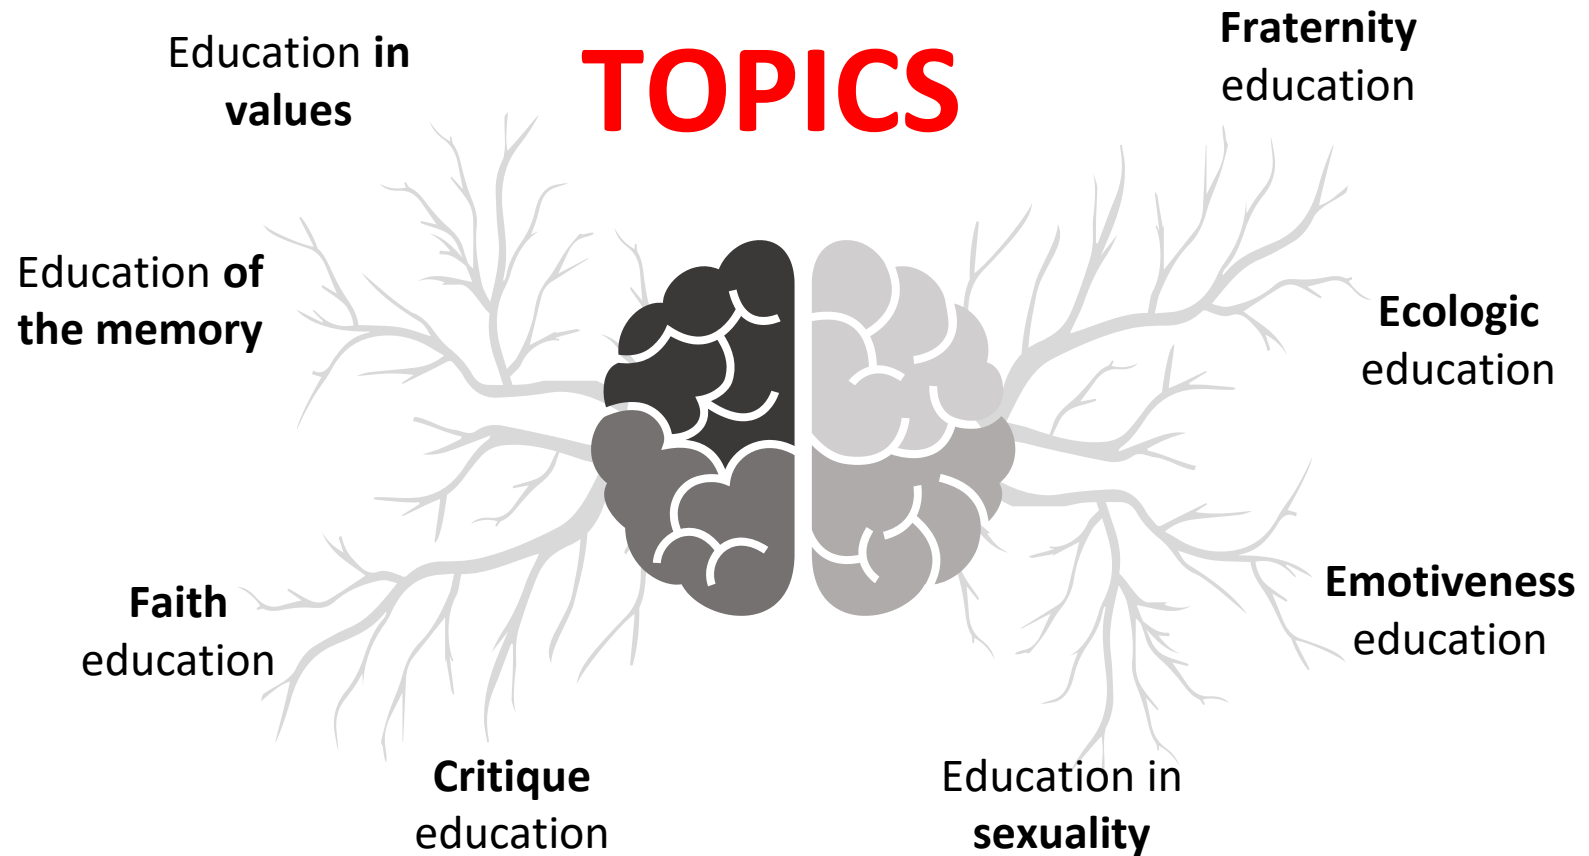 TOPICS
Education in
values
Education of
the memory
Faith
education
Critique
education
Fraternity
education
Ecologic
education
Emotiveness
education
Education in
sexuality